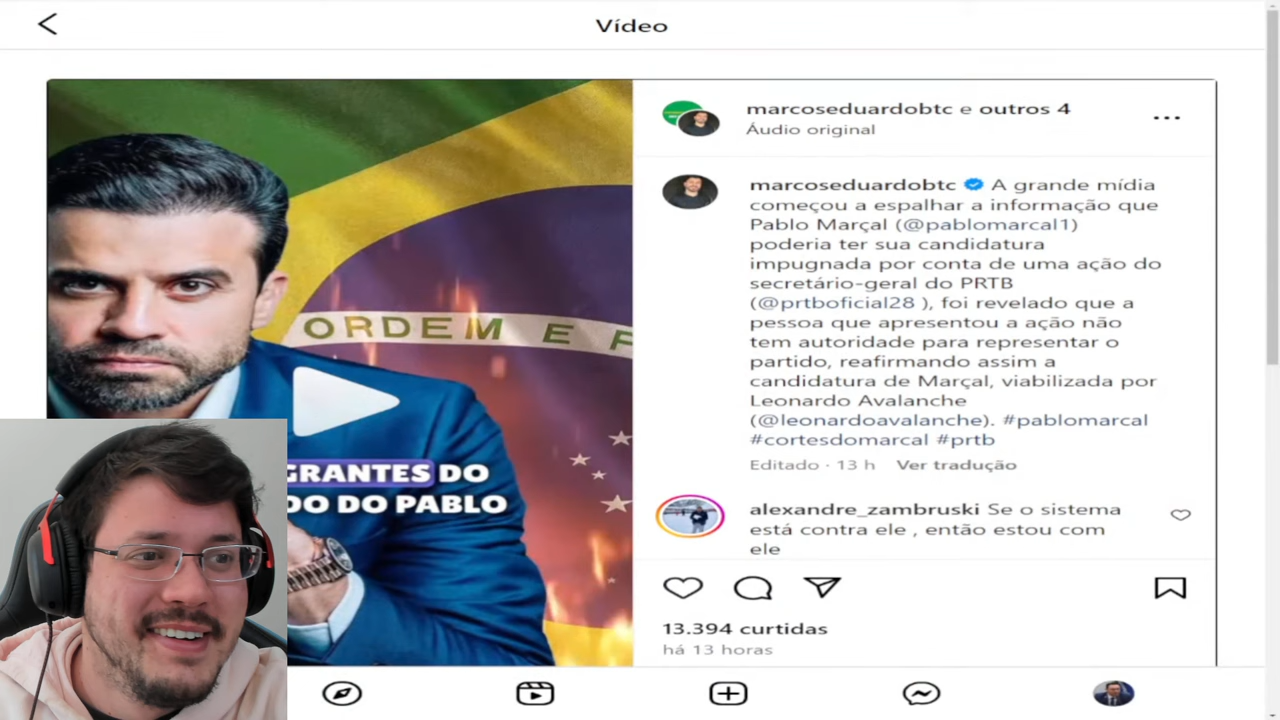 Vídeo
ORDEM E P
GRANTES DO
DO DO PABLO
marcoseduardobtc e outros 4
Áudio original
marcoseduardobtc A grande mídia
começou a espalhar a informação que
Pablo Marçal (@pablomarcal1)
poderia ter sua candidatura
impugnada por conta de uma ação do
secretário-geral do PRTB
(@prtboficial28 ), foi revelado que a
pessoa que apresentou a ação não
tem autoridade para representar o
partido, reafirmando assim a
candidatura de Marçal, viabilizada por
Leonardo Avalanche
(@leonardoavalanche). #pablomarcal
#cortesdomarcal #prtb
Editado · 13 h Ver tradução
alexandre_zambruski Se o sistema
está contra ele , então estou com
ele
13.394 curtidas
há 13 horas